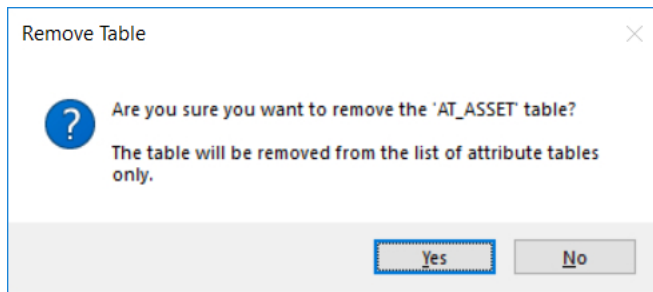 Remove Table
Are you sure you want to remove the 'AT_ASSET' table?
The table will be removed from the list of attribute tables
only.
Yes
No